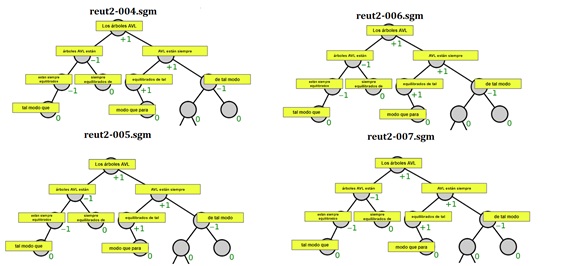 reut2-004.sgm
Los árboles AVL
+1
árboles AVL están
AVL están siempre
−1
+1
están siempre equilibrados
siempre equilibrados de
equilibrados de tal
de tal modo
−1
0
+1
−1
tal modo que
modo que para
0
0
0
0
reut2-006.sgm
Los árboles AVL
+1
árboles AVL están
AVL están siempre
−1
+1
están siempre equilibrados
siempre equilibrados de
equilibrados de tal
de tal modo
−1
0
+1
−1
tal modo que
modo que para
0
0
0
0
reut2-005.sgm
Los árboles AVL
+1
árboles AVL están
AVL siempre
−1
+1
están siempre equilibrados
siempre equilibrados de
equilibrados de tal
de tal modo
−1
0
+1
−1
tal modo que
modo que para
0
0
0
0
reut2-007.sgm
Los árboles AVL
+1
árboles AVL están
AVL siempre
−1
+1
están siempre equilibrados
siempre equilibrados de
equilibrados de tal
de tal modo
−1
0
+1
−1
tal modo que
modo que para
0
0
0
0